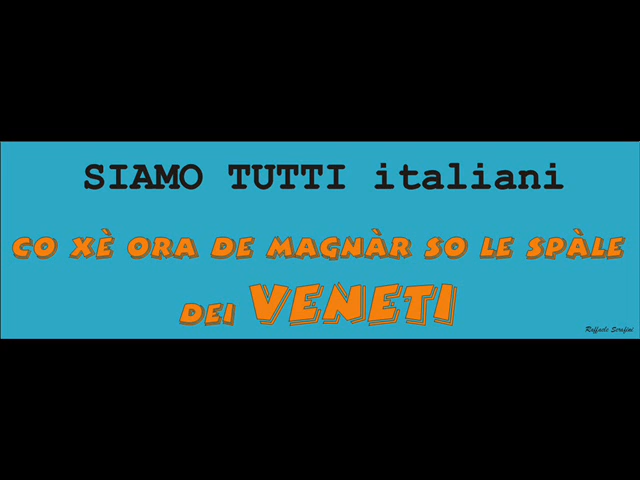 SIAMO TUTTI italiani
CO XÈ ORA DE MAGNÀR SO LE SPÀLE
DEI VENETI
Raffaele Serafini